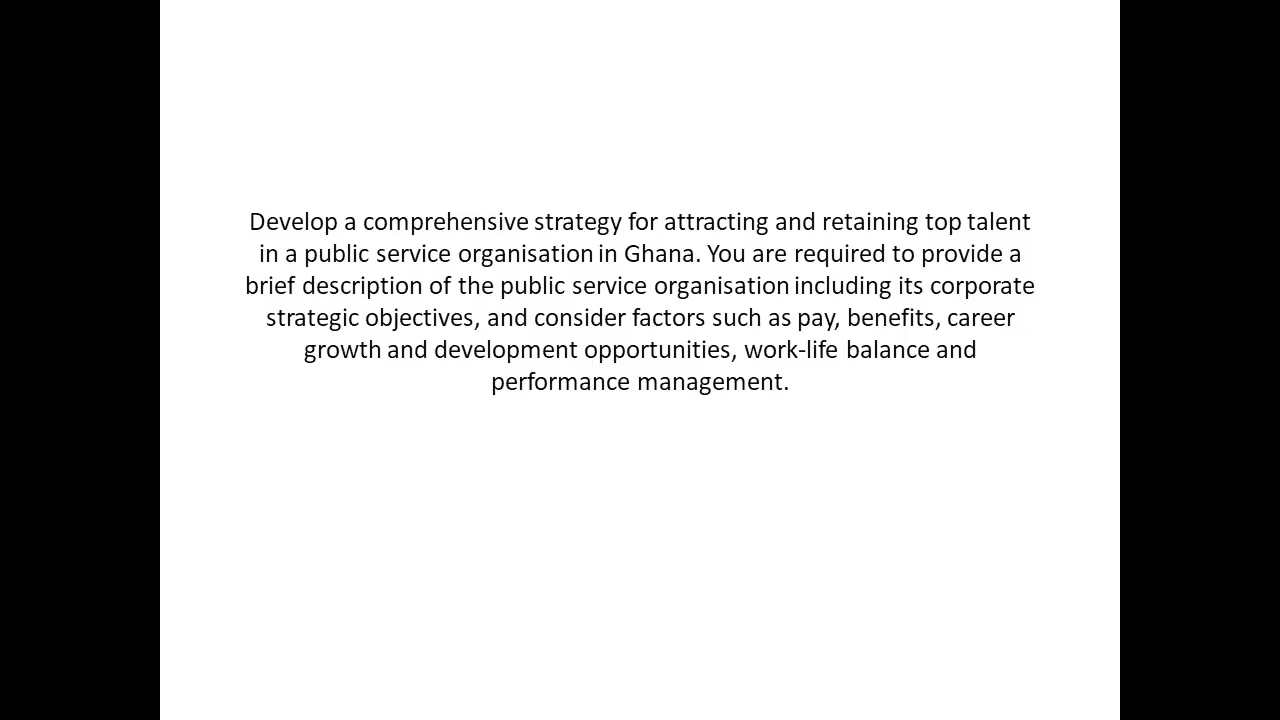 Develop a comprehensive strategy for attracting and retaining top talent
in a public service organisation in Ghana. You are required to provide a
brief description of the public service organisation including its corporate
strategic objectives, and consider factors such as pay, benefits, career
growth and development opportunities, work-life balance and
performance management.